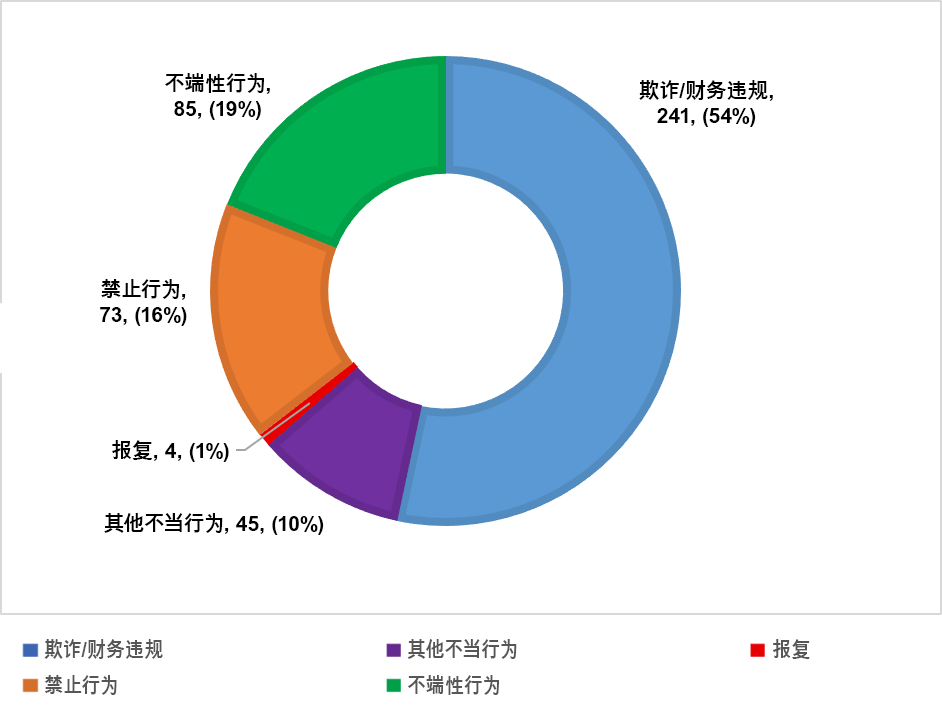 不端性行为,
85, (19%)
欺诈/财务违规,
241, (54%)
禁止行为,
73, (16%)
报复, 4, (1%)
其他不当行为, 45, (10%)
欺诈/财务违规
其他不当行为
报复
禁止行为
不端性行为